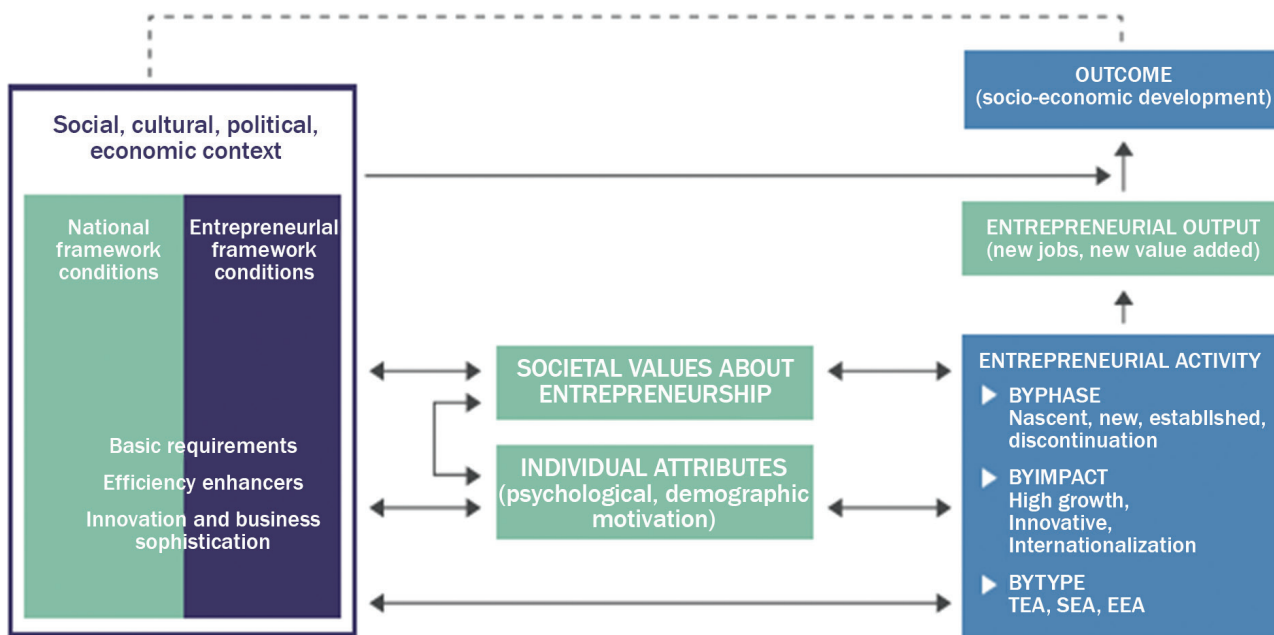 Social, cultural, political,
economic context
National
framework
conditions
Entrepreneurlal
framework
conditions
Basic requirements
Efficiency enhancers
Innovation and business
sophistication
SOCIETAL VALUES ABOUT
ENTREPRENEURSHIP
INDIVIDUAL ATTRIBUTES
(psychological, demographic
motivation)
OUTCOME
(socio-economic development)
ENTREPRENEURIAL OUTPUT
(new jobs, new value added)
ENTREPRENEURIAL ACTIVITY
BYPHASE
Nascent, new, establlshed,
discontinuation
BYIMPACT
High growth,
Innovative,
Internationalization
BYTYPE
TEA, SEA, EEA